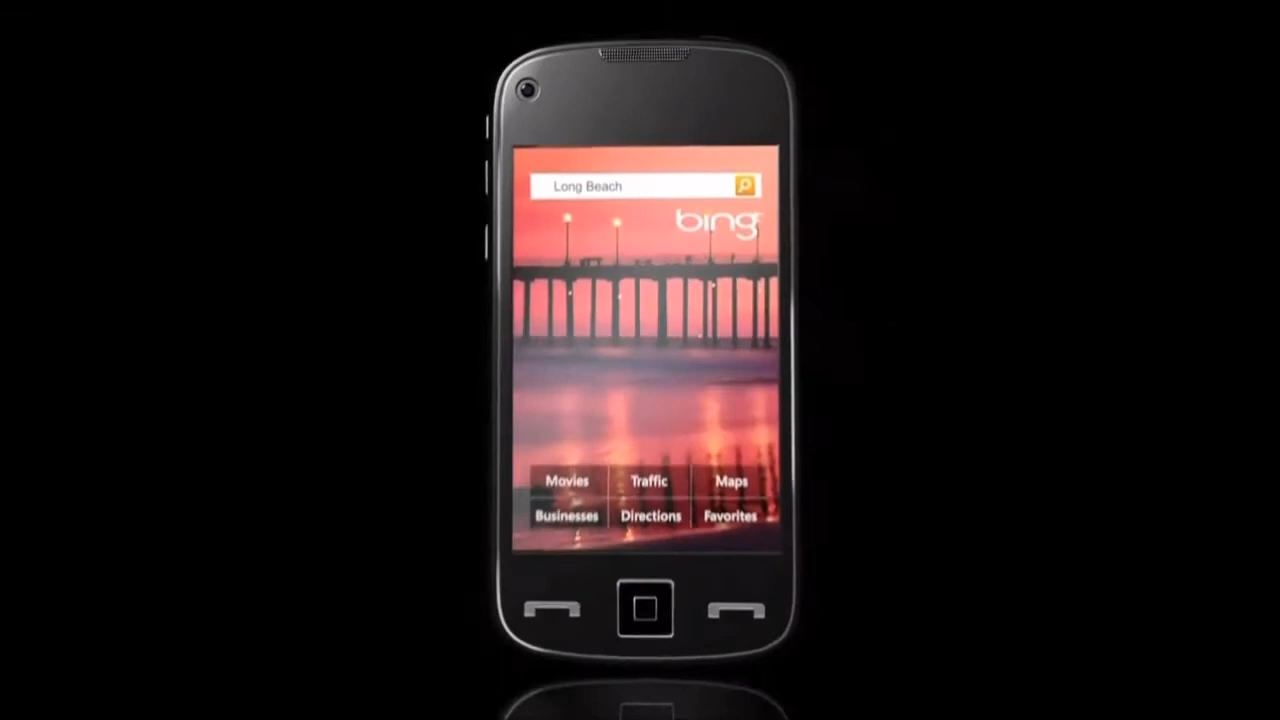 Long Beach
bing
Movies Traffic Maps
Businesses Directions Favorites